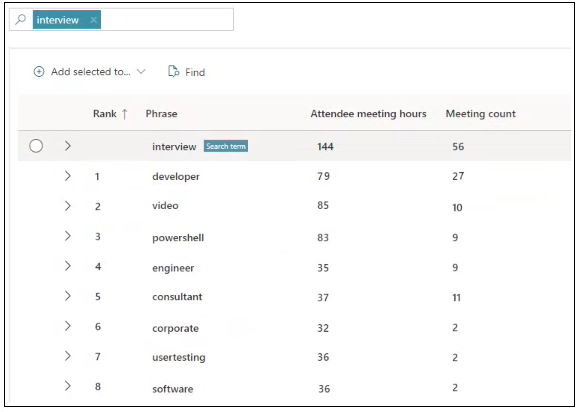 interview ×
Add selected to... Find
Rank ↑ Phrase Attendee meeting hours Meeting count
interview Search term 144 56
1 developer 79 27
2 video 85 10
3 powershell 83 9
4 engineer 35 9
5 consultant 37 11
6 corporate 32 2
7 usertesting 36 2
8 software 36 2